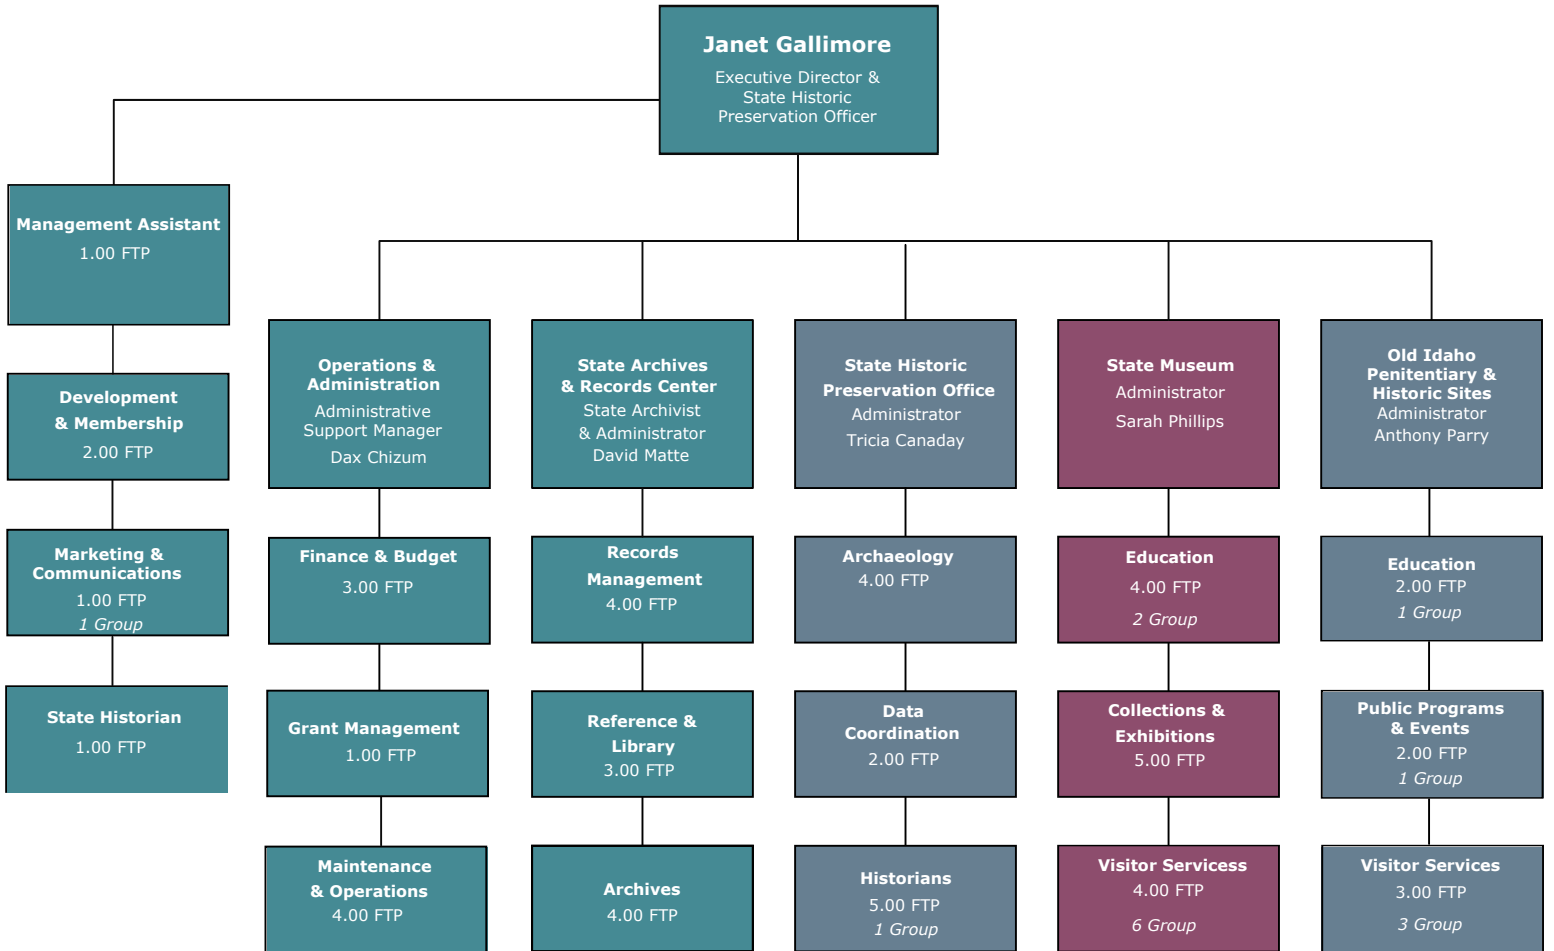 Janet Gallimore
Executive Director &
State Historic
Preservation Officer
Management Assistant
1.00 FTP
Development
& Membership
2.00 FTP
Marketing &
Communications
1.00 FTP
1 Group
State Historian
1.00 FTP
Operations &
Administration
Administrative
Support Manager
Dax Chizum
Finance & Budget
3.00 FTP
Grant Management
1.00 FTP
Maintenance
& Operations
4.00 FTP
State Archives
& Records Center
State Archivist
& Administrator
David Matte
Records
Management
4.00 FTP
Reference &
Library
3.00 FTP
Archives
4.00 FTP
State Historic
Preservation Office
Administrator
Tricia Canaday
Archaeology
4.00 FTP
Data
Coordination
2.00 FTP
Historians
5.00 FTP
1 Group
State Museum
Administrator
Sarah Phillips
Education
4.00 FTP
2 Group
Collections &
Exhibitions
5.00 FTP
Visitor Servicess
4.00 FTP
6 Group
Old Idaho
Penitentiary &
Historic Sites
Administrator
Anthony Parry
Education
2.00 FTP
1 Group
Public Programs
& Events
2.00 FTP
1 Group
Visitor Services
3.00 FTP
3 Group